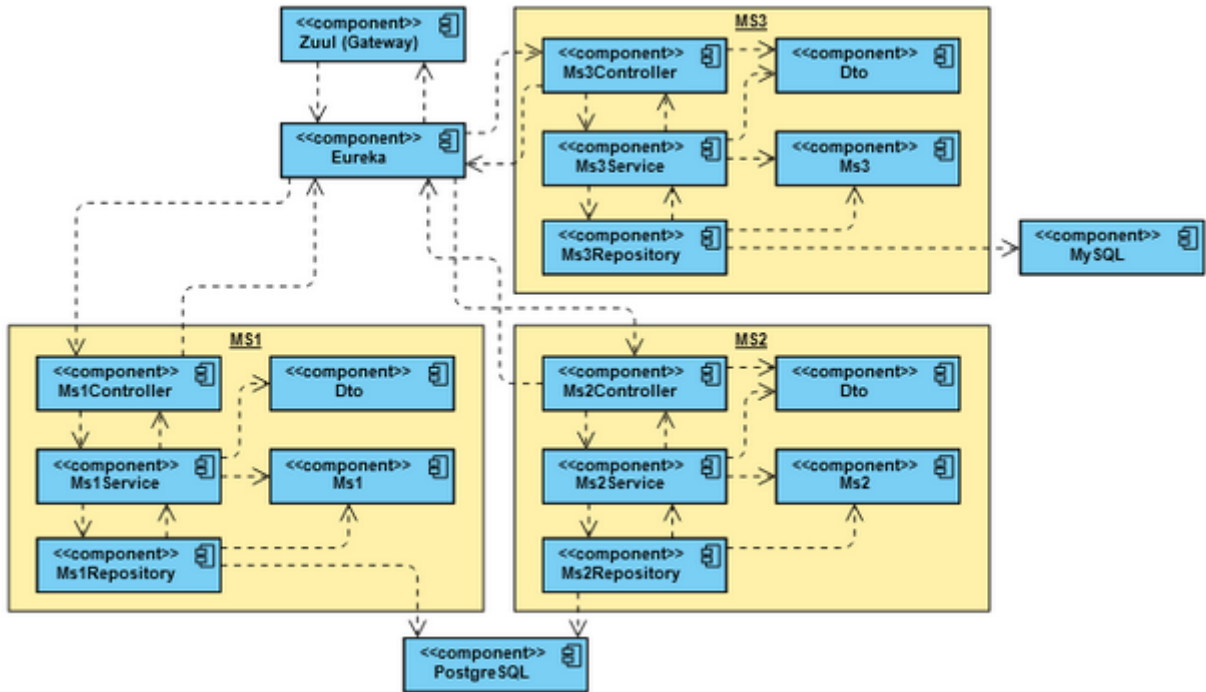 <<component>>
Zuul (Gateway)
<<component>>
Eureka
MS3
<<component>>
Ms3Controller
<<component>>
Dto
<<component>>
Ms3Service
<<component>>
Ms3
<<component>>
Ms3Repository
<<component>>
MySQL
MS1
<<component>>
Ms1Controller
<<component>>
Dto
<<component>>
Ms1Service
<<component>>
Ms1
<<component>>
Ms1Repository
MS2
<<component>>
Ms2Controller
<<component>>
Dto
<<component>>
Ms2Service
<<component>>
Ms2
<<component>>
Ms2Repository
<<component>>
PostgreSQL